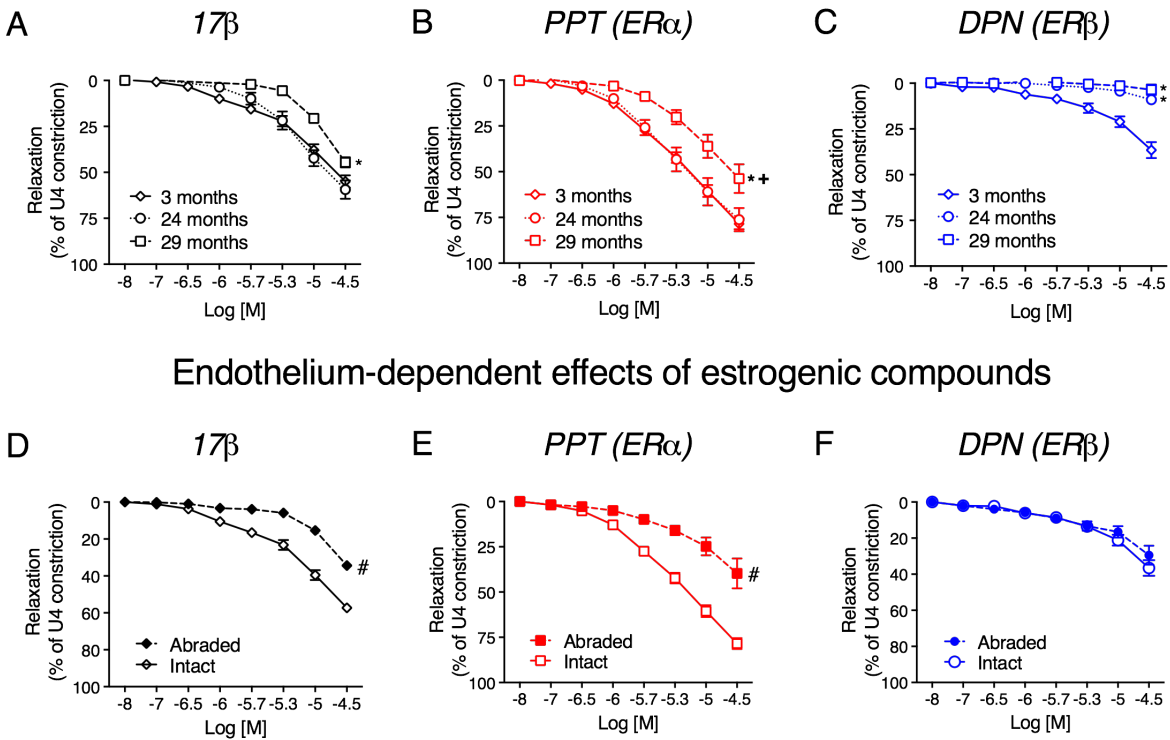 A
17β
B
PPT (ERα)
C
DPN (ERβ)
Relaxation
(% of U4 constriction)
0
25
50
75
100
*
3 months
24 months
29 months
-8
-7
-6.5
-6
-5.7
-5.3
-5
-4.5
Log [M]
Relaxation
(% of U4 constriction)
0
25
50
75
100
*+
3 months
24 months
29 months
-8
-7
-6.5
-6
-5.7
-5.3
-5
-4.5
Log [M]
Relaxation
(% of U4 constriction)
0
25
50
75
100
*
*
3 months
24 months
29 months
-8
-7
-6.5
-6
-5.7
-5.3
-5
-4.5
Log [M]
Endothelium-dependent effects of estrogenic compounds
D
17β
E
PPT (ERα)
F
DPN (ERβ)
Relaxation
(% of U4 constriction)
0
20
40
60
80
100
#
Abraded
Intact
-8
-7
-6.5
-6
-5.7
-5.3
-5
-4.5
Log [M]
Relaxation
(% of U4 constriction)
0
25
50
75
100
#
Abraded
Intact
-8
-7
-6.5
-6
-5.7
-5.3
-5
-4.5
Log [M]
Relaxation
(% of U4 constriction)
0
20
40
60
80
100
Abraded
Intact
-8
-7
-6.5
-6
-5.7
-5.3
-5
-4.5
Log [M]